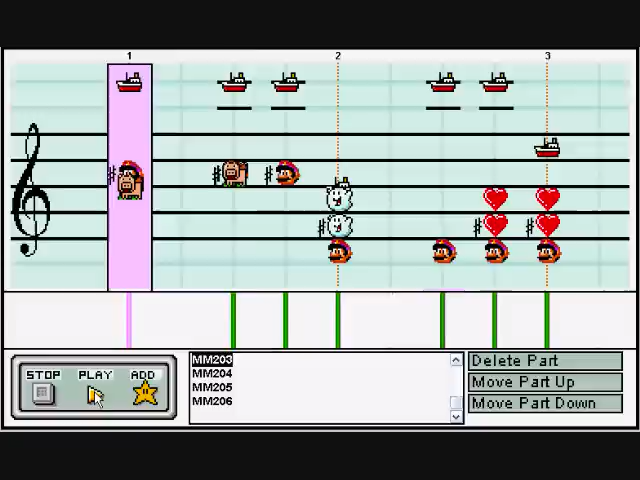 1 2 3
STOP PLAY ADD
MM203
MM204
MM205
MM206
Delete Part
Move Part Up
Move Part Down